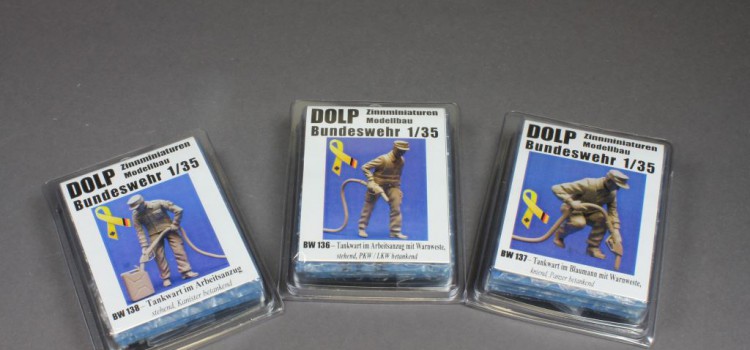 DOLP Zinnminiaturen
Modellbau
Bundeswehr 1/35
BW 138 – Tankwart im Arbeitsanzug
stehend, Kanister betankend
DOLP Zinnminiaturen
Modellbau
Bundeswehr 1/35
BW 136 – Tankwart im Arbeitsanzug mit Warnweste,
stehend, PKW / LKW betankend
DOLP Zinnminiaturen
Modellbau
Bundeswehr 1/35
BW 137 – Tankwart im Blaumann mit Warnweste,
knieend, Panzer betankend